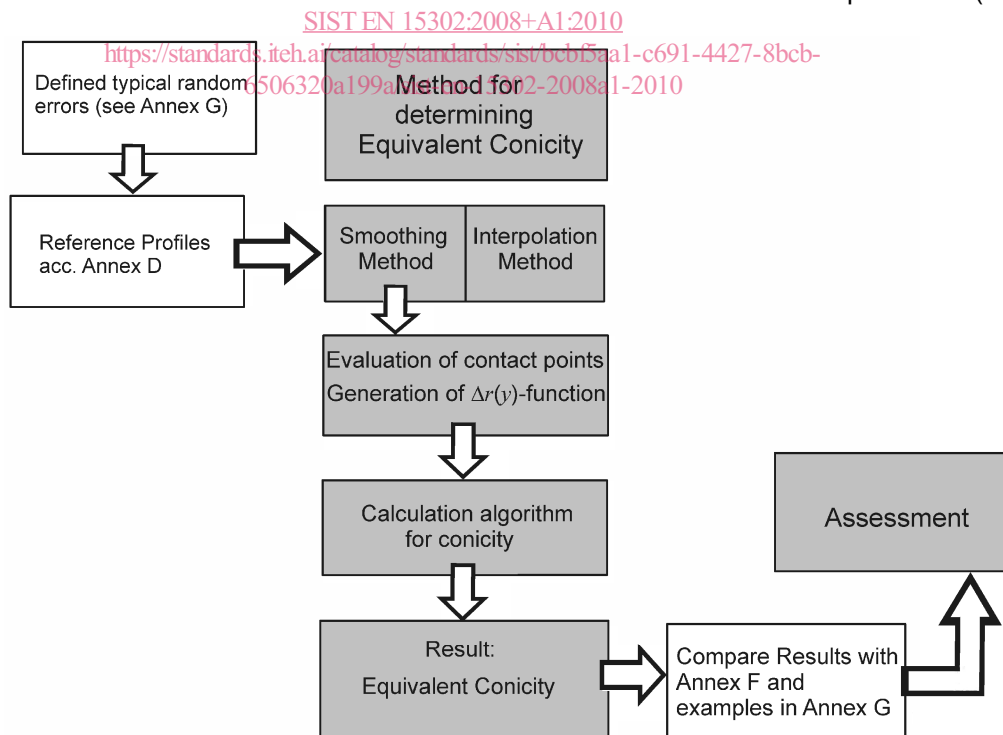 SIST EN 15302:2008+A1:2010
https://standards.iteh.ai/catalog/standards/sist/bcbf5aa1-c691-4427-8bcb-
6506320a199a/sist-en-15302-2008a1-2010
Defined typical random
errors (see Annex G)
Method for
determining
Equivalent Conicity
Reference Profiles
acc. Annex D
Smoothing
Method
Interpolation
Method
Evaluation of contact points
Generation of Δr(y)-function
Calculation algorithm
for conicity
Assessment
Result:
Equivalent Conicity
Compare Results with
Annex F and
examples in Annex G